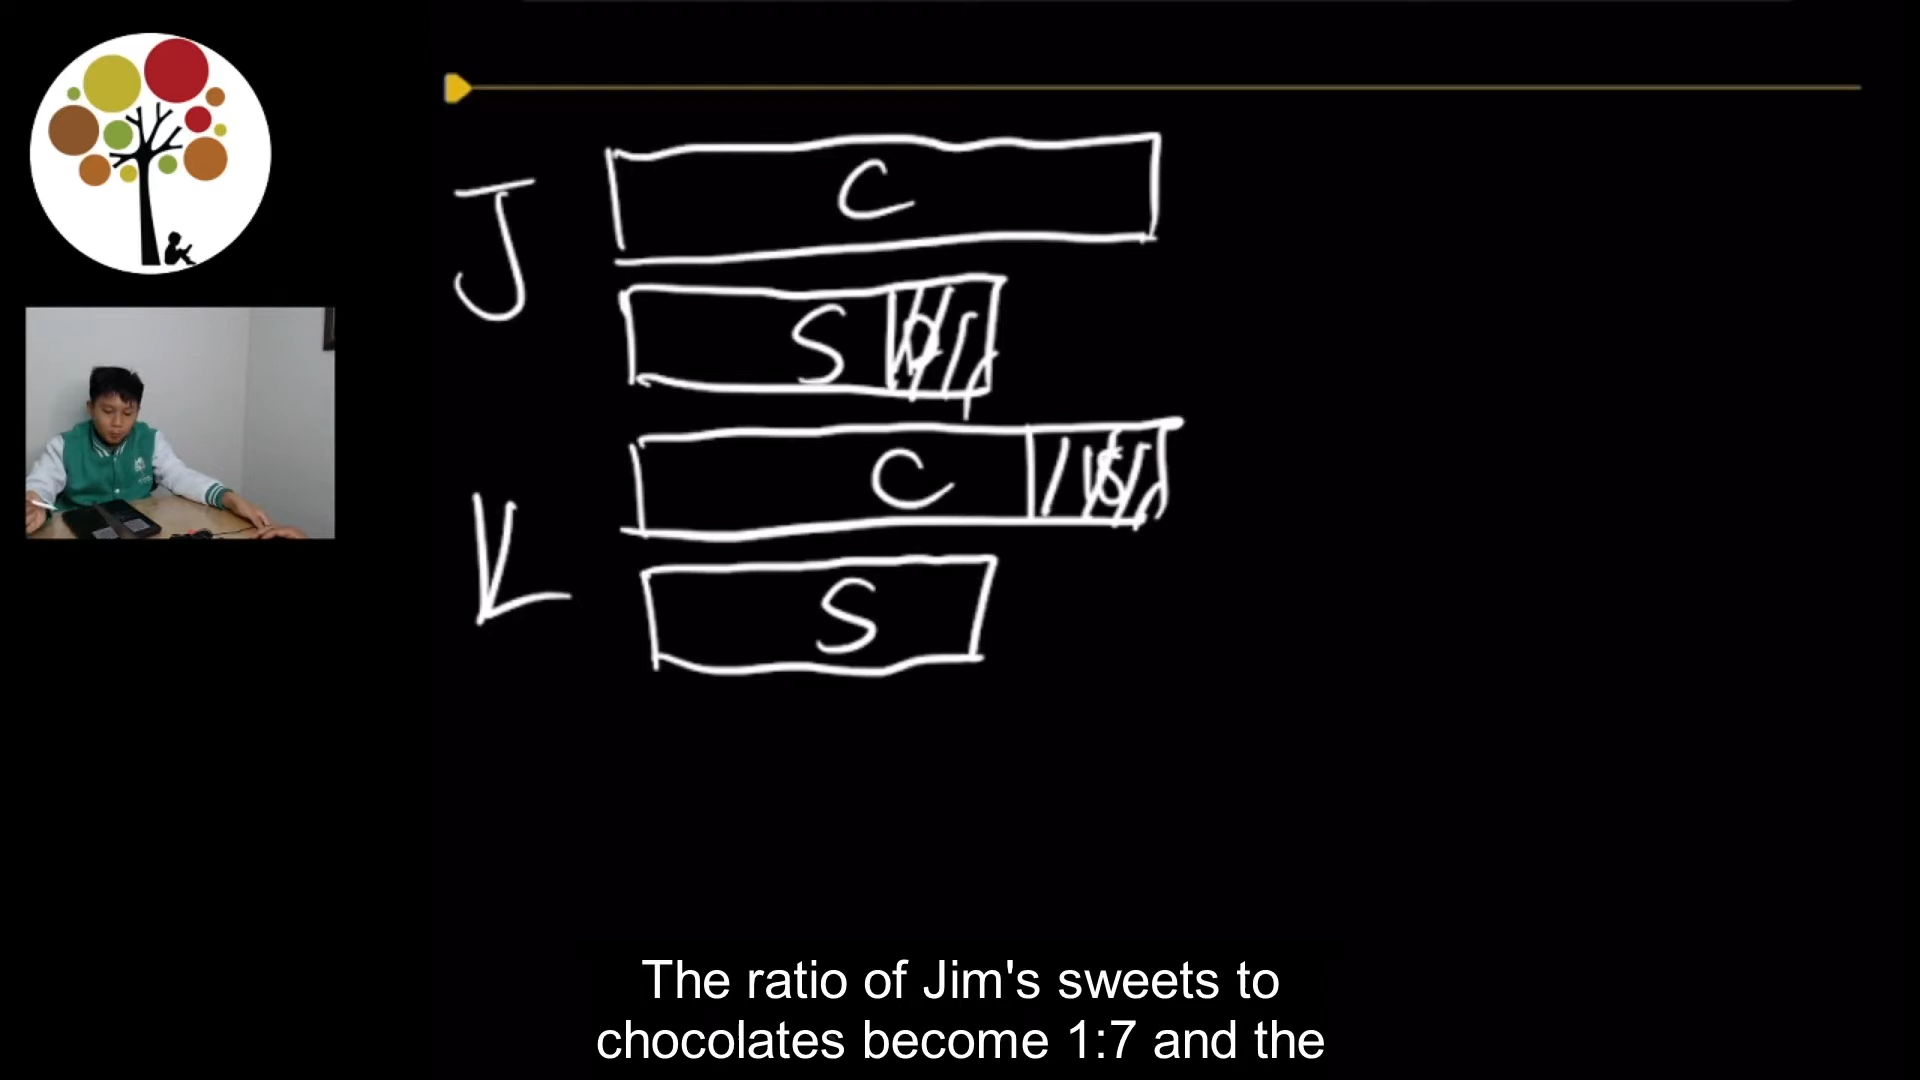 J
C
S
K
C
S
The ratio of Jim's sweets to
chocolates become 1:7 and the